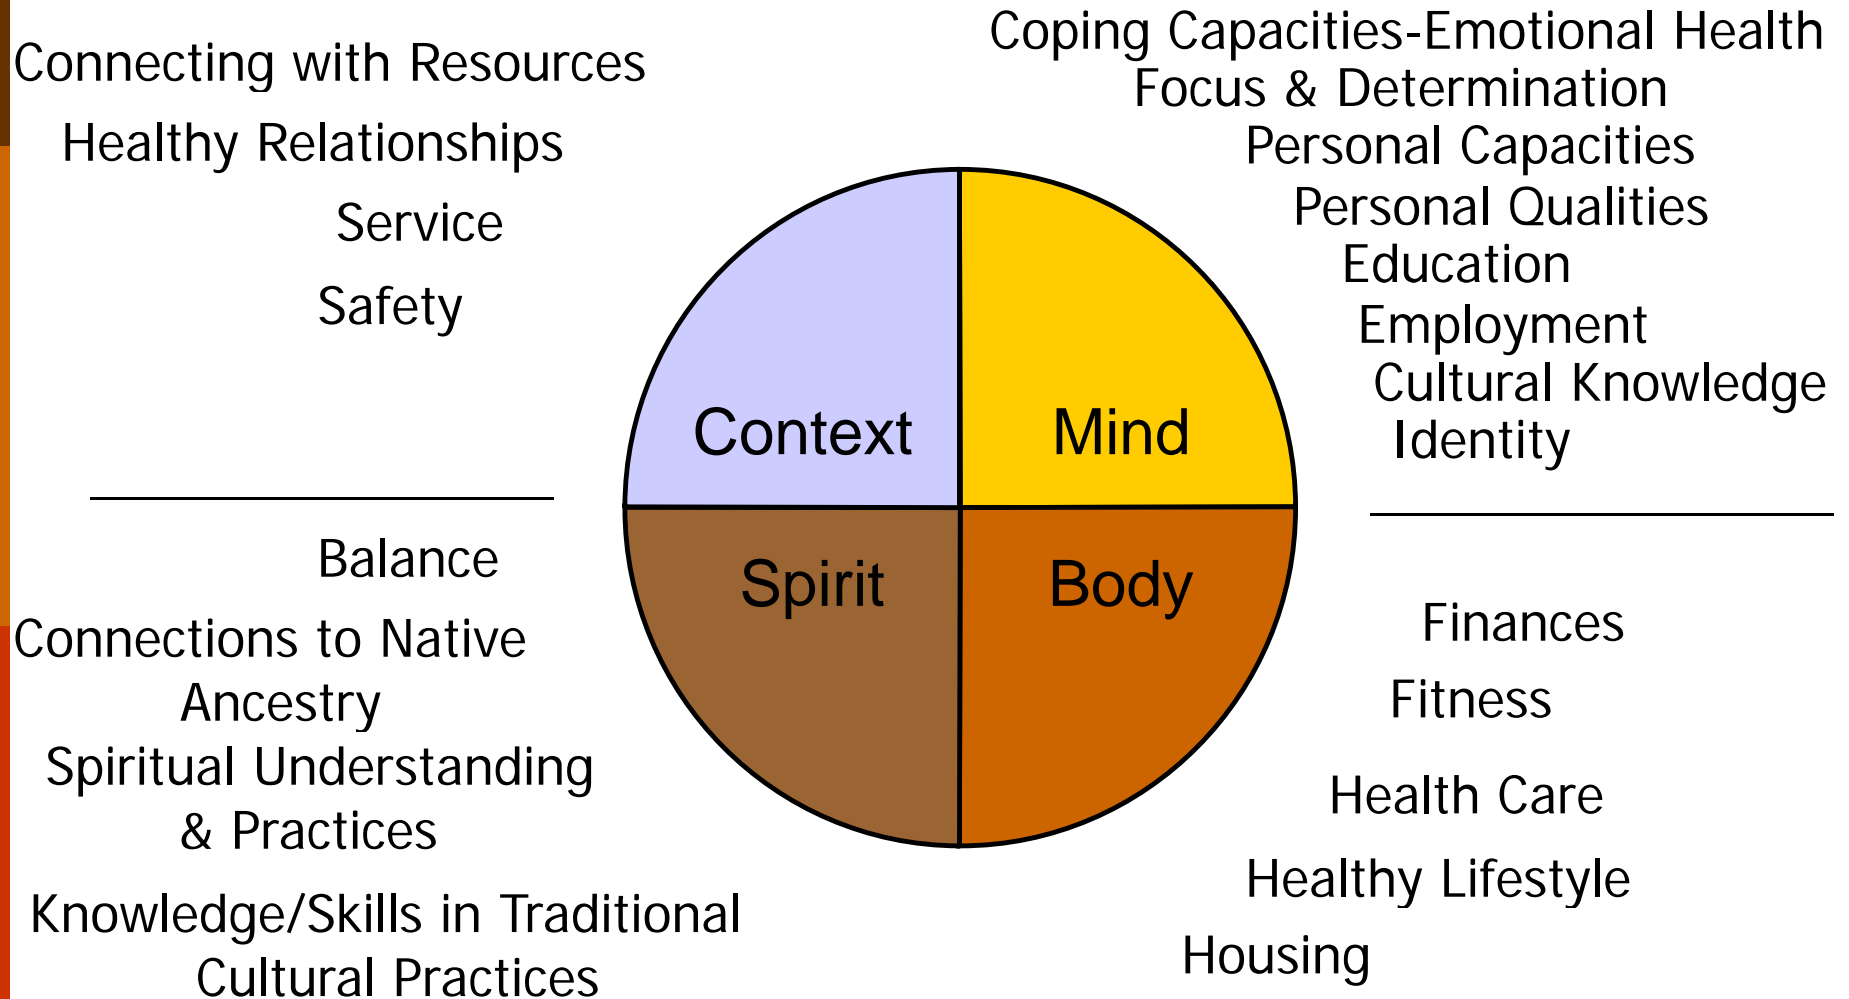 Connecting with Resources
Healthy Relationships
Service
Safety
Coping Capacities-Emotional Health
Focus & Determination
Personal Capacities
Personal Qualities
Education
Employment
Cultural Knowledge
Identity
Context
Mind
Spirit
Body
Balance
Connections to Native
Ancestry
Spiritual Understanding
& Practices
Knowledge/Skills in Traditional
Cultural Practices
Finances
Fitness
Health Care
Healthy Lifestyle
Housing